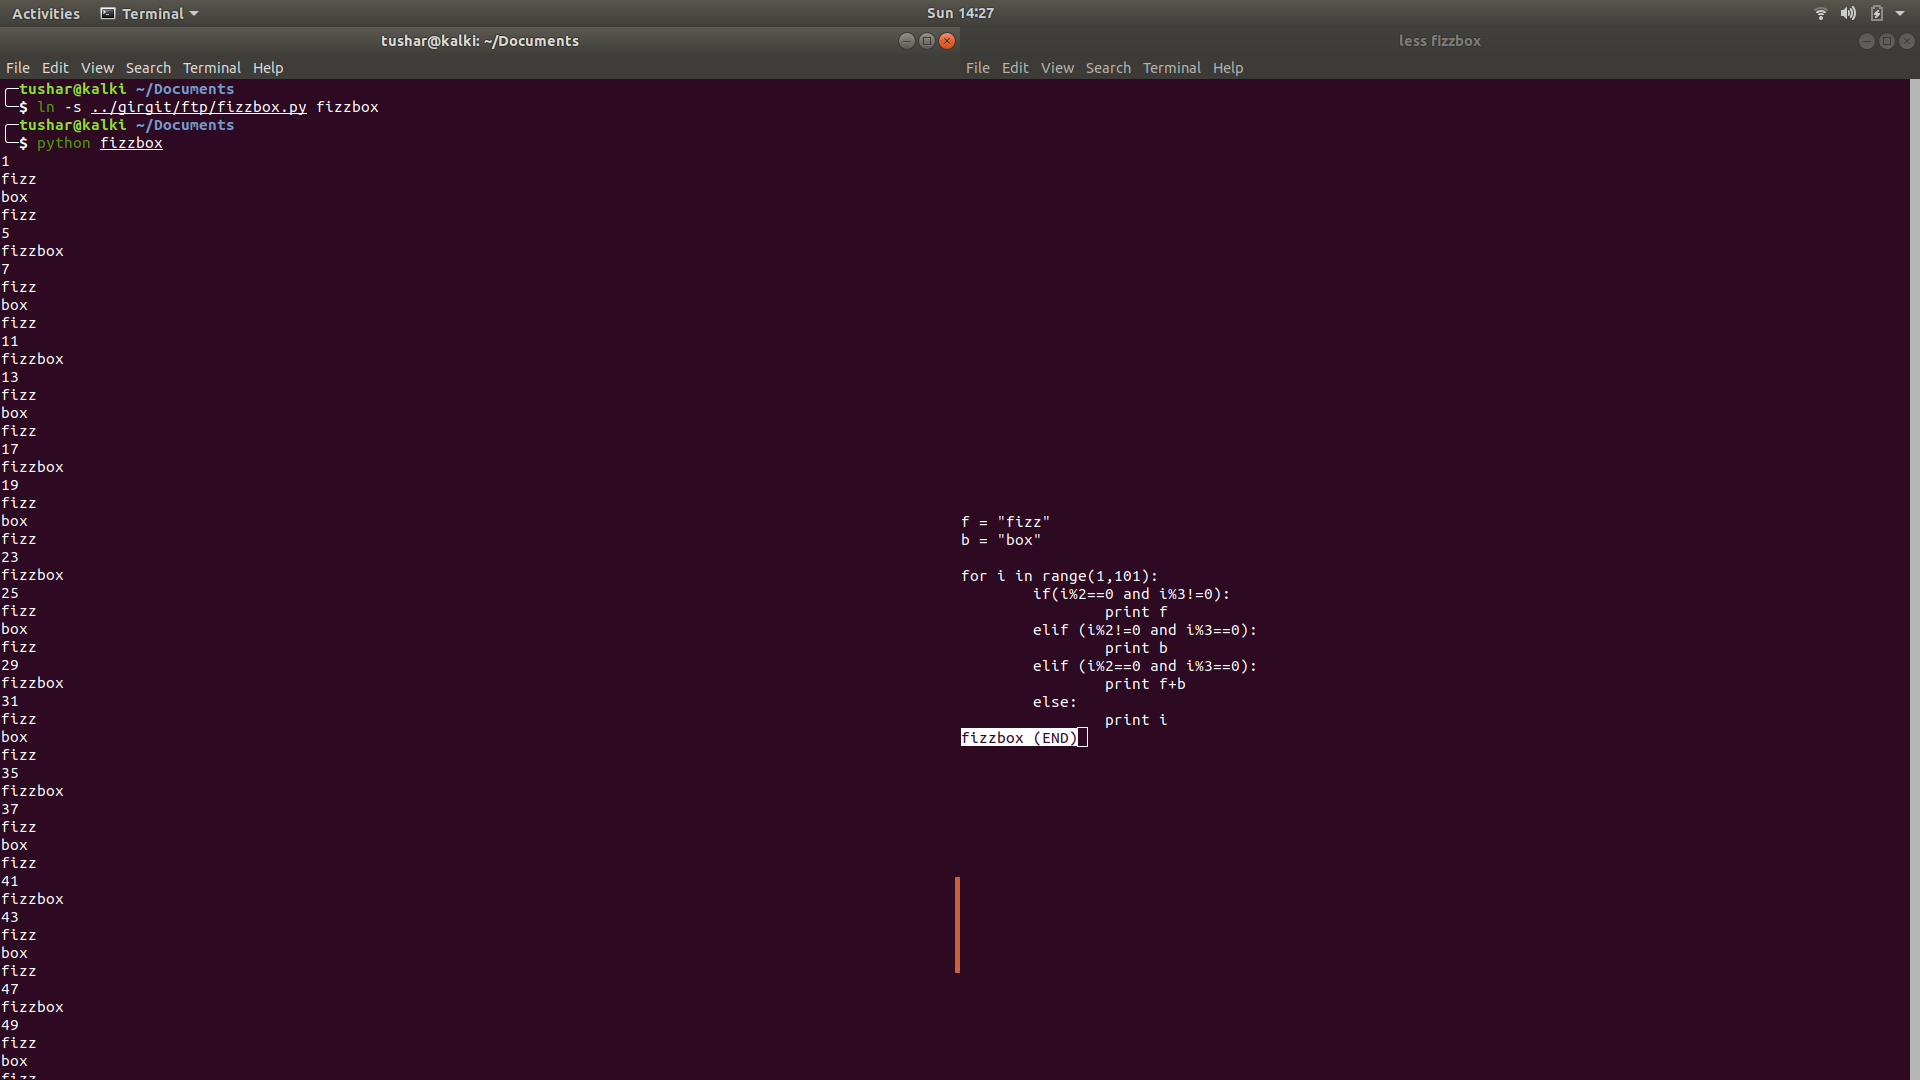 Activities Terminal Sun 14:27
tushar@kalki: ~/Documents
File Edit View Search Terminal Help
tushar@kalki ~/Documents
$ ln -s ../girgit/ftp/fizzbox.py fizzbox
tushar@kalki ~/Documents
$ python fizzbox
1
fizz
box
fizz
5
fizzbox
7
fizz
box
fizz
11
fizzbox
13
fizz
box
fizz
17
fizzbox
19
fizz
box
fizz
23
fizzbox
25
fizz
box
fizz
29
fizzbox
31
fizz
box
fizz
35
fizzbox
37
fizz
box
fizz
41
fizzbox
43
fizz
box
fizz
47
fizzbox
49
fizz
box
fizz
less fizzbox
File Edit View Search Terminal Help
f = "fizz"
b = "box"
for i in range(1,101):
        if(i%2==0 and i%3!=0):
                print f
        elif (i%2!=0 and i%3==0):
                print b
        elif (i%2==0 and i%3==0):
                print f+b
        else:
                print i
fizzbox (END)